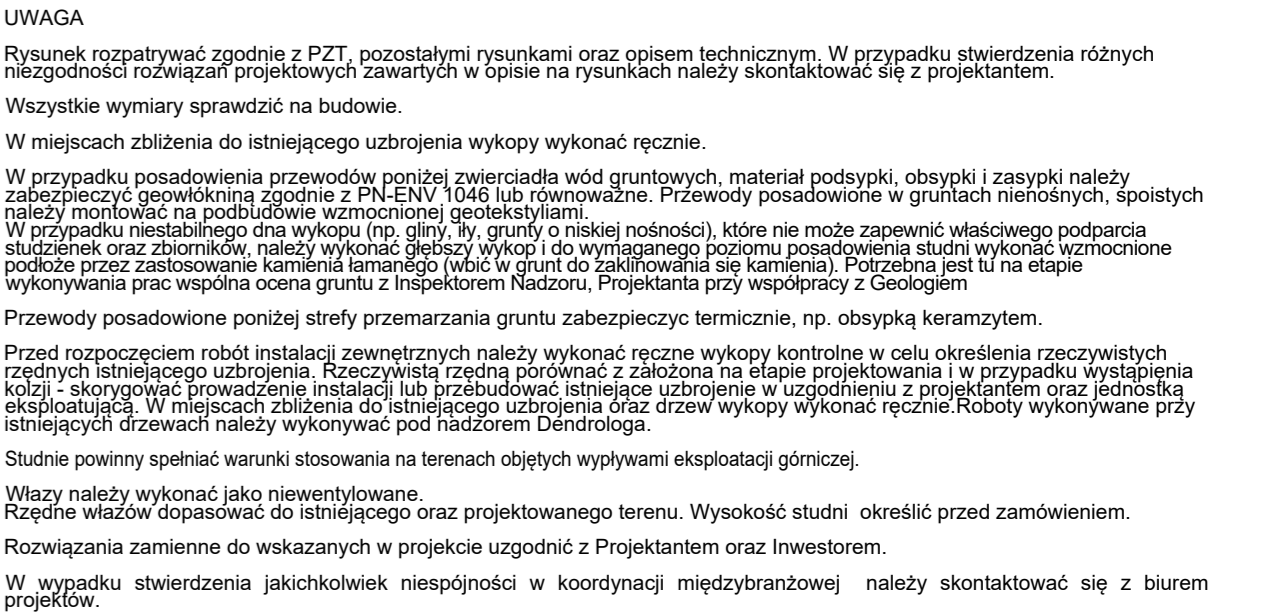 UWAGA
Rysunek rozpatrywać zgodnie z PZT, pozostałymi rysunkami oraz opisem technicznym. W przypadku stwierdzenia różnych
niezgodności rozwiązań projektowych zawartych w opisie na rysunkach należy skontaktować się z projektantem.
Wszystkie wymiary sprawdzić na budowie.
W miejscach zbliżenia do istniejącego uzbrojenia wykopy wykonać ręcznie.
W przypadku posadowienia przewodów poniżej zwierciadła wód gruntowych, materiał podsypki, obsypki i zasypki należy
zabezpieczyć geowłókniną zgodnie z PN-ENV 1046 lub równoważne. Przewody posadowione w gruntach nienośnych, spoistych
należy montować na podbudowie wzmocnionej geotekstyliami.
W przypadku niestabilnego dna wykopu (np. gliny, iły, grunty o niskiej nośności), które nie może zapewnić właściwego podparcia
studzienek oraz zbiorników, należy wykonać głębszy wykop i do wymaganego poziomu posadowienia studni wykonać wzmocnione
podłoże przez zastosowanie kamienia łamanego (wbić w grunt do zaklinowania się kamienia). Potrzebna jest tu na etapie
wykonywania prac wspólna ocena gruntu z Inspektorem Nadzoru, Projektanta przy współpracy z Geologiem
Przewody posadowione poniżej strefy przemarzania gruntu zabezpieczyc termicznie, np. obsypką keramzytem.
Przed rozpoczęciem robót instalacji zewnętrznych należy wykonać ręczne wykopy kontrolne w celu określenia rzeczywistych
rzędnych istniejącego uzbrojenia. Rzeczywistą rzędną porównać z założona na etapie projektowania i w przypadku wystąpienia
kolzji - skorygować prowadzenie instalacji lub przebudować istniejące uzbrojenie w uzgodnieniu z projektantem oraz jednostką
eksploatującą. W miejscach zbliżenia do istniejącego uzbrojenia oraz drzew wykopy wykonać ręcznie.Roboty wykonywane przy
istniejących drzewach należy wykonywać pod nadzorem Dendrologa.
Studnie powinny spełniać warunki stosowania na terenach objętych wypływami eksploatacji górniczej.
Włazy należy wykonać jako niewentylowane.
Rzędne włazów dopasować do istniejącego oraz projektowanego terenu. Wysokość studni  określić przed zamówieniem.
Rozwiązania zamienne do wskazanych w projekcie uzgodnić z Projektantem oraz Inwestorem.
W wypadku stwierdzenia jakichkolwiek niespójności w koordynacji międzybranżowej  należy skontaktować się z biurem
projektów.